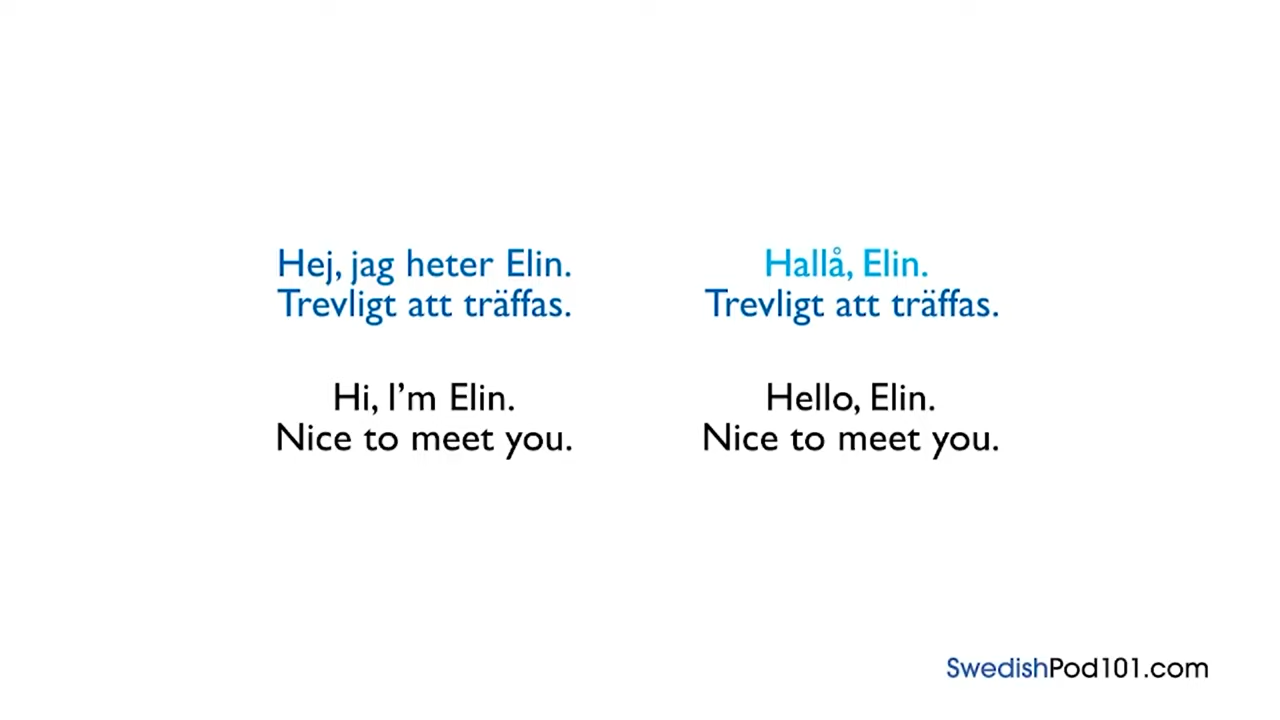 Hej, jag heter Elin.
Trevligt att träffas.
Hi, I'm Elin.
Nice to meet you.
Hallå, Elin.
Trevligt att träffas.
Hello, Elin.
Nice to meet you.
SwedishPod101.com